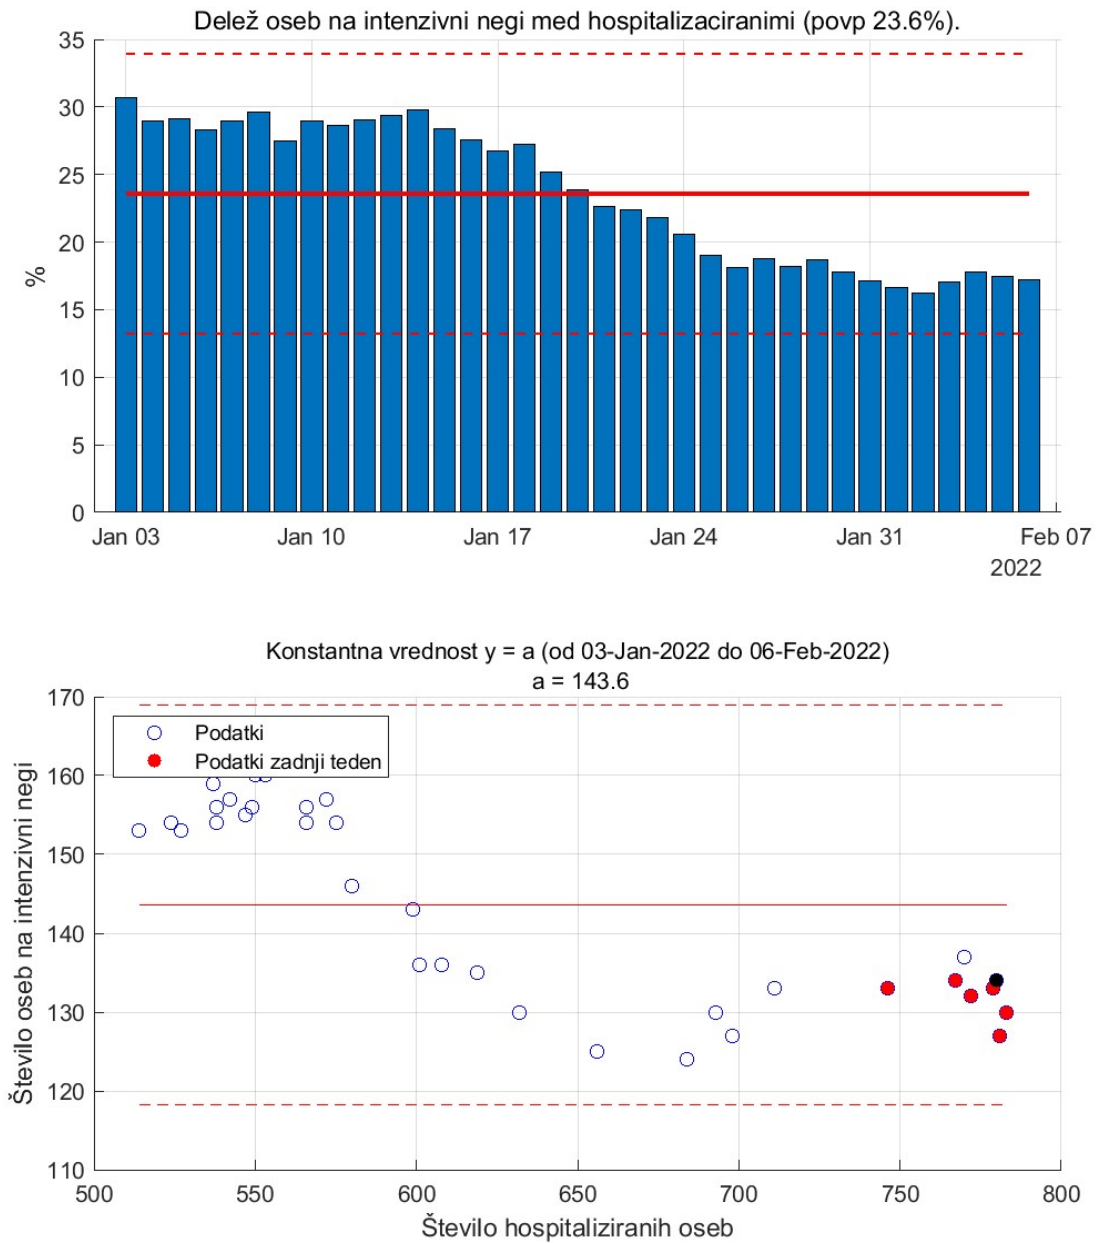 Delež oseb na intenzivni negi med hospitalizaciranimi (povp 23.6%).
35
30
25
20
15
10
5
0
%
Jan 03 Jan 10 Jan 17 Jan 24 Jan 31 Feb 07
2022
Konstantna vrednost y = a (od 03-Jan-2022 do 06-Feb-2022)
a = 143.6
Podatki
Podatki zadnji teden
170
160
150
140
130
120
110
Število oseb na intenzivni negi
500 550 600 650 700 750 800
Število hospitaliziranih oseb